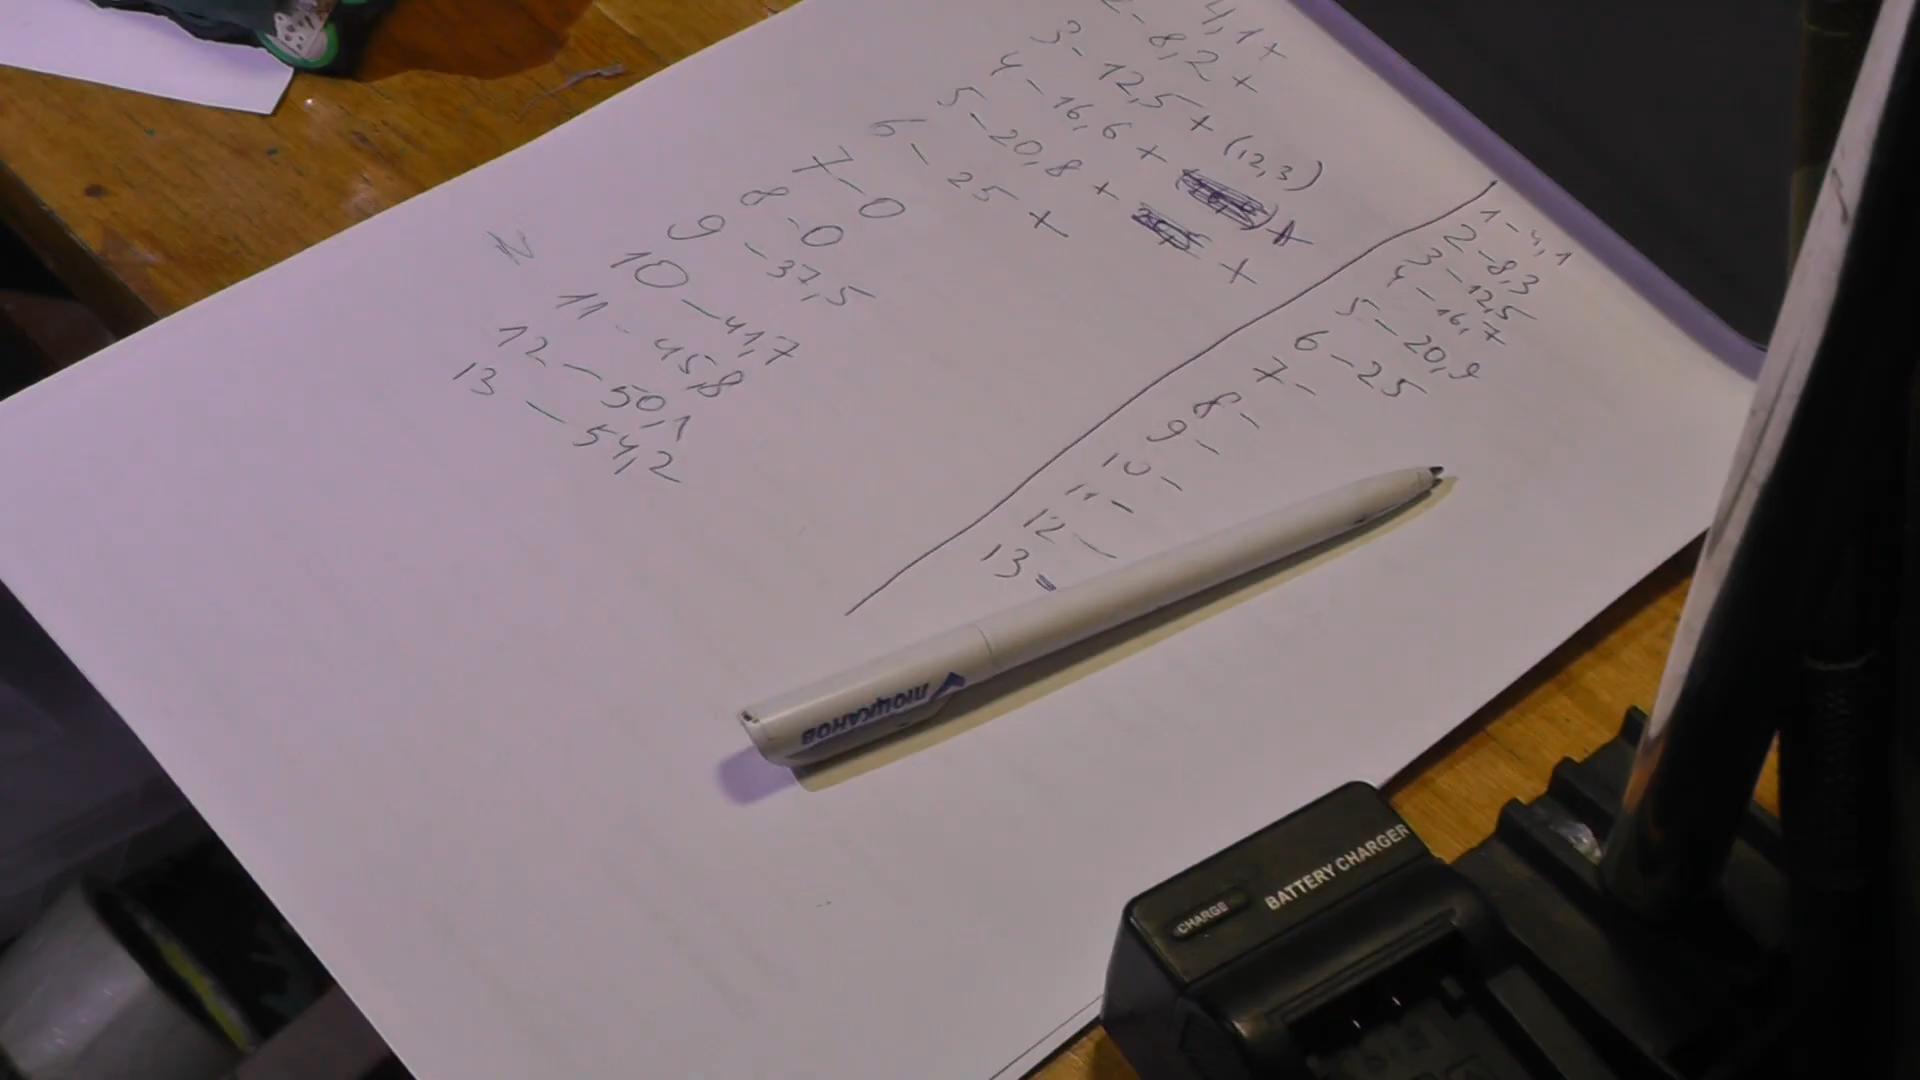 4,1 +
2 - 8,2 +
3 - 12,5 + (12,3)
4 - 16,6 +
5 - 20,8 + +
6 - 25 + +
7 - 0
8 - 0
9 - 37,5
10 - 41,7
11 - 45,8
12 - 50,1
13 - 54,2
1 - 4,1
2 - 8,3
3 - 12,5
4 - 16,7
5 - 20,9
6 - 25
7 -
8 -
9 -
10 -
11 -
12 -
13 -
ЛЮЦКАНОВ
BATTERY CHARGER
CHARGE